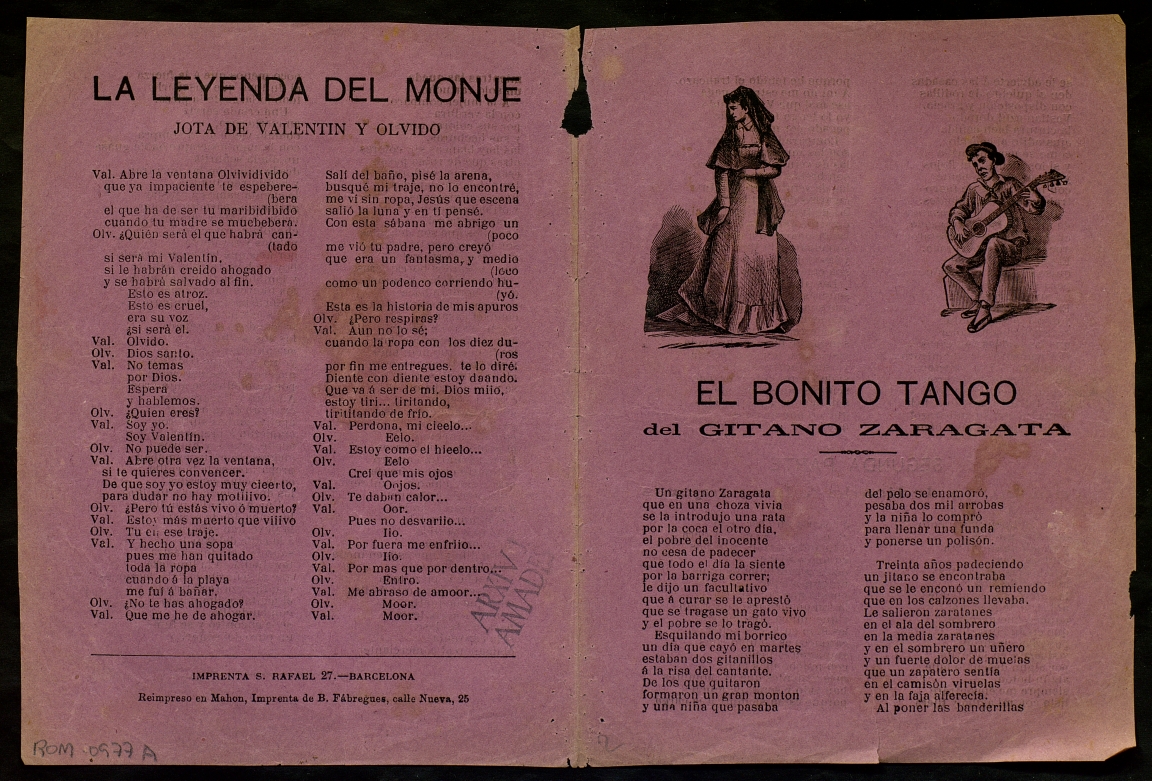 LA LEYENDA DEL MONJE
JOTA DE VALENTIN Y OLVIDO
Val. Abre la ventana Olvividivido
que ya impaciente te espebere-
(bera
el que ha de ser tu maribidibido
cuando tu madre se muebebera.
Olv. ¿Quién será el que habrá can-
(tado
si será mi Valentín,
si le habrán creido ahogado
y se habrá salvado al fin.
Esto es atroz.
Esto es cruel,
era su voz
¿si será el.
Val. Olvido.
Olv. Dios santo.
Val. No temas
por Dios.
Espera
y hablemos.
Olv. ¿Quien eres?
Val. Soy yo.
Soy Valentín.
Olv. No puede ser.
Val. Abre otra vez la ventana,
si te quieres convencer.
De que soy yo estoy muy cieerto,
para dudar no hay motiiivo.
Olv. ¿Pero tú estás vivo ó muerto?
Val. Estoy más muerto que viiivo
Olv. Tu en ese traje.
Val. Y hecho una sopa
pues me han quitado
toda la ropa
cuando á la playa
me fuí á bañar.
Olv. ¿No te has ahogado?
Val. Que me he de ahogar.
Salí del baño, pisé la arena,
busqué mi traje, no lo encontré,
me ví sin ropa, Jesús que escena
salió la luna y en tí pensé.
Con esta sábana me abrigo un
(poco
me vió tu padre, pero creyó
que era un fantasma, y medio
(loco
como un podenco corriendo hu-
(yó.
Esta es la historia de mis apuros
Olv. ¿Pero respiras?
Val. Aun no lo sé;
cuando la ropa con los diez du-
(ros
por fin me entregues. te lo diré.
Diente con diente estoy daando.
Que vá á ser de mi. Dios miio,
estoy tiri... tiritando,
tiritítando de frío.
Val. Perdona, mi cieelo...
Olv. Eelo.
Val. Estoy como el hieelo...
Olv. Eelo
Creí que mis ojos
Val. Oojos.
Olv. Te daban calor...
Val. Oor.
Pues no desvariio...
Olv. Iio.
Val. Por fuera me enfriio...
Olv. Iio.
Val. Por mas que por dentro...
Olv. Entro.
Val. Me abraso de amoor...
Olv. Moor.
Val. Moor.
ARXIU
AMADES
IMPRENTA S. RAFAEL 27.—BARCELONA
Reimpreso en Mahon, Imprenta de B. Fábregues, calle Nueva, 25
ROM 0977 A
EL BONITO TANGO
del GITANO ZARAGATA
Un gitano Zaragata
que en una choza vivia
se la introdujo una rata
por la coca el otro dia,
el pobre del inocente
no cesa de padecer
que todo el día la siente
por la barriga correr;
le dijo un facultativo
que á curar se le aprestó
que se tragase un gato vivo
y el pobre se lo tragó.
Esquilando mi borrico
un día que cayó en martes
estaban dos gitanillos
á la risa del cantante.
De los que quitaron
formaron un gran monton
y una niña que pasaba
del pelo se enamoró,
pesaba dos mil arrobas
y la niña lo compró
para llenar una funda
y ponerse un polisón.
Treinta años padeciendo
un jitano se encontraba
que se le enconó un remiendo
que en los calzones llevaba.
Le salieron zaratanes
en el ala del sombrero
en la media zaratanes
y en el sombrero un uñero
y un fuerte dolor de muelas
que un zapatero sentía
en el camisón viruelas
y en la faja alferecía.
Al poner las banderillas